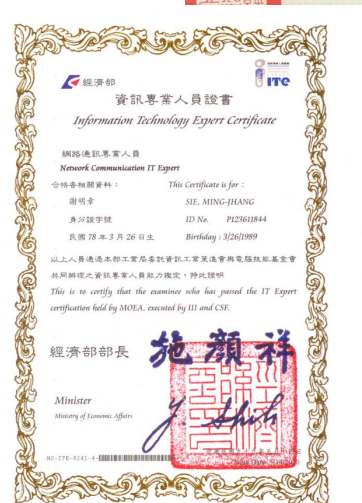 經濟部
ITe
資訊專業人員證書
Information Technology Expert Certificate
網路通訊專業人員
Network Communication IT Expert
合格者相關資料： This Certificate is for :
謝明章 SIE, MING-JHANG
身分證字號 ID No. P123611844
民國 78 年 3 月 26 日生 Birthday : 3/26/1989
以上人員通過本部工業局委託資訊工業策進會與電腦技能基金會
共同辦理之資訊專業人員能力鑑定，特此證明
This is to certify that the examinee who has passed the IT Expert
certification held by MOEA, executed by III and CSF.
經濟部部長 施顏祥
Minister
Ministry of Economic Affairs